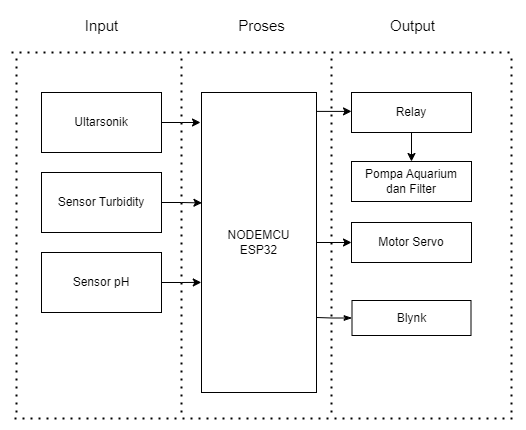 Input
Proses
Output
Ultarsonik
Sensor Turbidity
Sensor pH
NODEMCU
ESP32
Relay
Pompa Aquarium
dan Filter
Motor Servo
Blynk